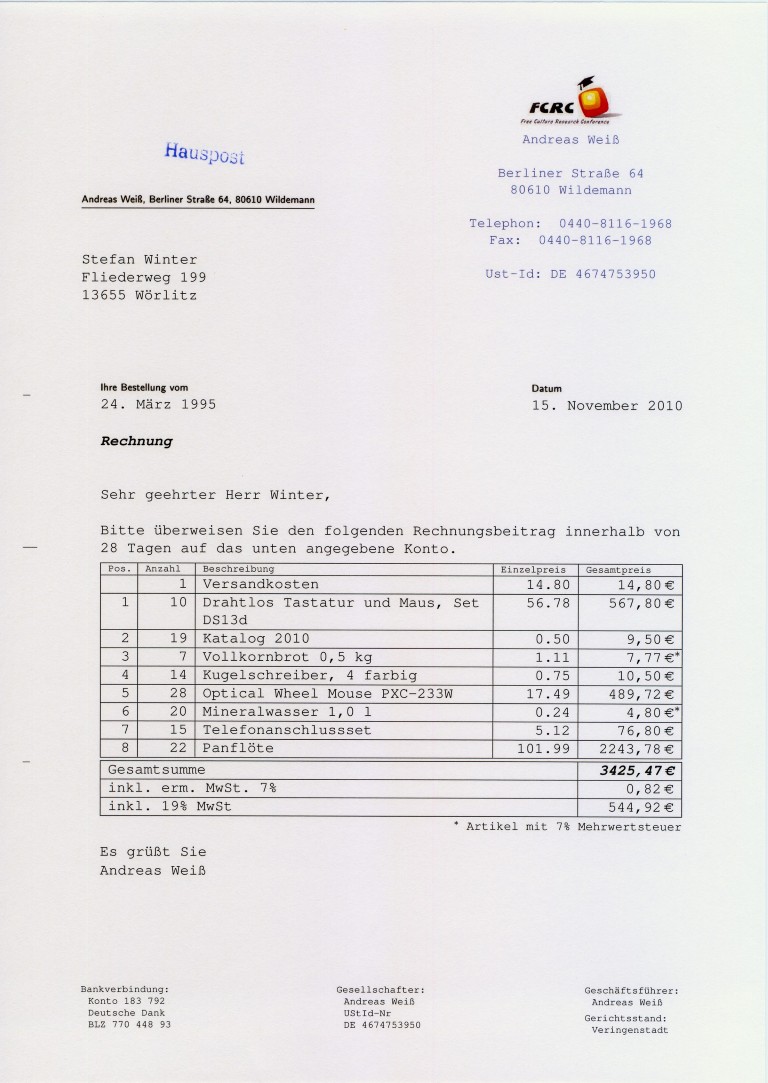 FCRC
Free Culture Research Conference
Andreas Weiß
Hauspost
Berliner Straße 64
80610 Wildemann
Andreas Weiß, Berliner Straße 64, 80610 Wildemann
Telephon: 0440-8116-1968
Fax: 0440-8116-1968
Stefan Winter
Fliederweg 199
13655 Wörlitz
Ust-Id: DE 4674753950
Ihre Bestellung vom Datum
24. März 1995 15. November 2010
Rechnung
Sehr geehrter Herr Winter,
Bitte überweisen Sie den folgenden Rechnungsbeitrag innerhalb von
28 Tagen auf das unten angegebene Konto.
Pos. Anzahl Beschreibung Einzelpreis Gesamtpreis
1 Versandkosten 14.80 14,80€
1 10 Drahtlos Tastatur und Maus, Set 56.78 567,80€
DS13d
2 19 Katalog 2010 0.50 9,50€
3 7 Vollkornbrot 0,5 kg 1.11 7,77€*
4 14 Kugelschreiber, 4 farbig 0.75 10,50€
5 28 Optical Wheel Mouse PXC-233W 17.49 489,72€
6 20 Mineralwasser 1,0 l 0.24 4,80€*
7 15 Telefonanschlussset 5.12 76,80€
8 22 Panflöte 101.99 2243,78€
Gesamtsumme 3425,47€
inkl. erm. MwSt. 7% 0,82€
inkl. 19% MwSt 544,92€
* Artikel mit 7% Mehrwertsteuer
Es grüßt Sie
Andreas Weiß
Bankverbindung:
Konto 183 792
Deutsche Dank
BLZ 770 448 93
Gesellschafter:
Andreas Weiß
UStId-Nr
DE 4674753950
Geschäftsführer:
Andreas Weiß
Gerichtsstand:
Veringenstadt